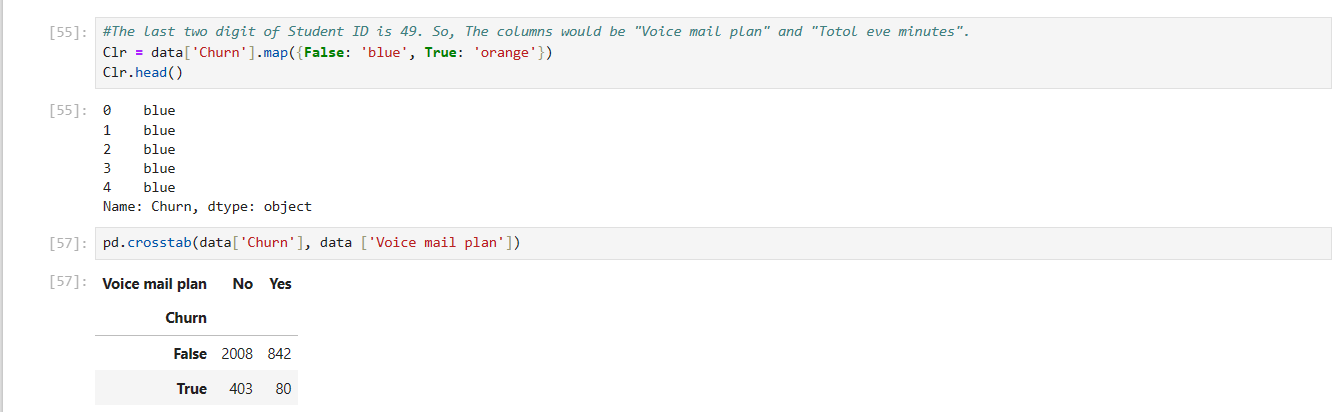 [55]: #The last two digit of Student ID is 49. So, The columns would be "Voice mail plan" and "Totol eve minutes".
Clr = data['Churn'].map({False: 'blue', True: 'orange'})
Clr.head()
[55]: 0 blue
1 blue
2 blue
3 blue
4 blue
Name: Churn, dtype: object
[57]: pd.crosstab(data['Churn'], data ['Voice mail plan'])
[57]: Voice mail plan No Yes
Churn
False 2008 842
True 403 80